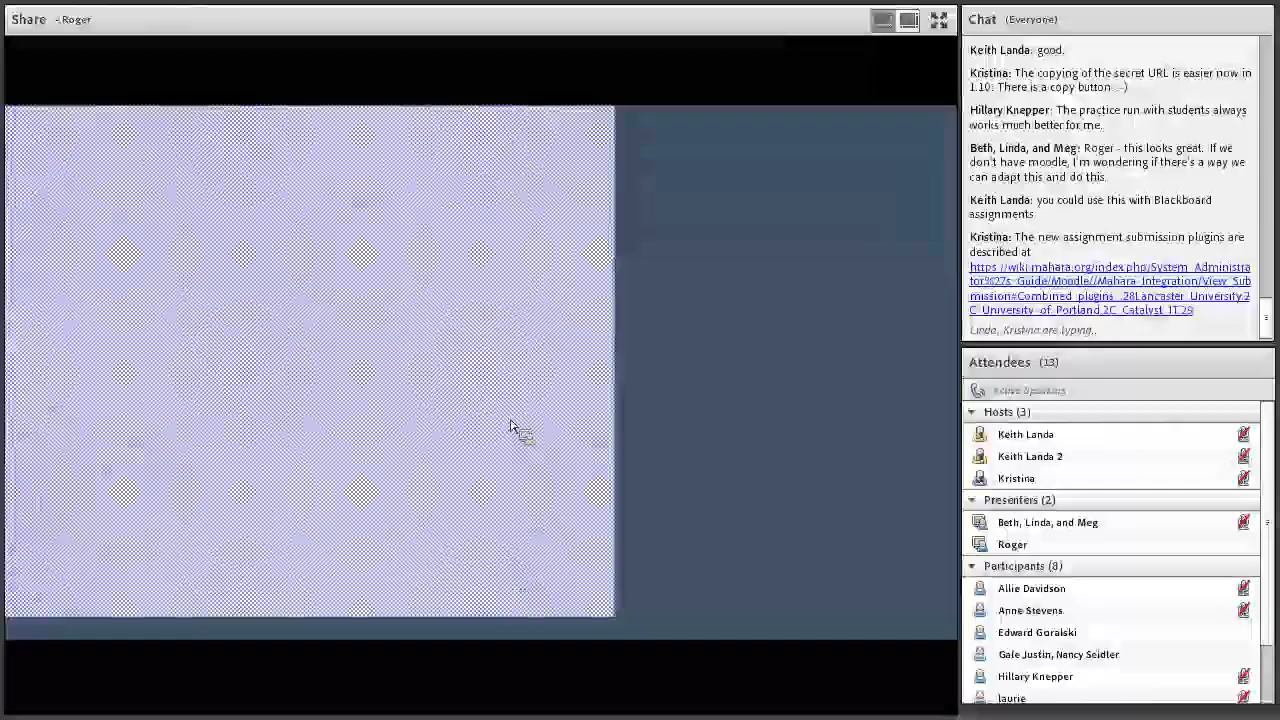 Share - Roger
Chat (Everyone)
Keith Landa: good.
Kristina: The copying of the secret URL is easier now in
1.10: There is a copy button :-)
Hillary Knepper: The practice run with students always
works much better for me.
Beth, Linda, and Meg: Roger - this looks great. If we
don't have moodle, I'm wondering if there's a way we
can adapt this and do this.
Keith Landa: you could use this with Blackboard
assignments
Kristina: The new assignment submission plugins are
described at
https://wiki.mahara.org/index.php/System_Administra
tor%27s_Guide/Moodle//Mahara_Integration/View_Sub
mission#Combined_plugins_.28Lancaster_University.2
C_University_of_Portland.2C_Catalyst_IT.29
Linda, Kristina are typing..
Attendees (13)
Active Speakers
Hosts (3)
Keith Landa
Keith Landa 2
Kristina
Presenters (2)
Beth, Linda, and Meg
Roger
Participants (8)
Allie Davidson
Anne Stevens
Edward Goralski
Gale Justin, Nancy Seidler
Hillary Knepper
laurie